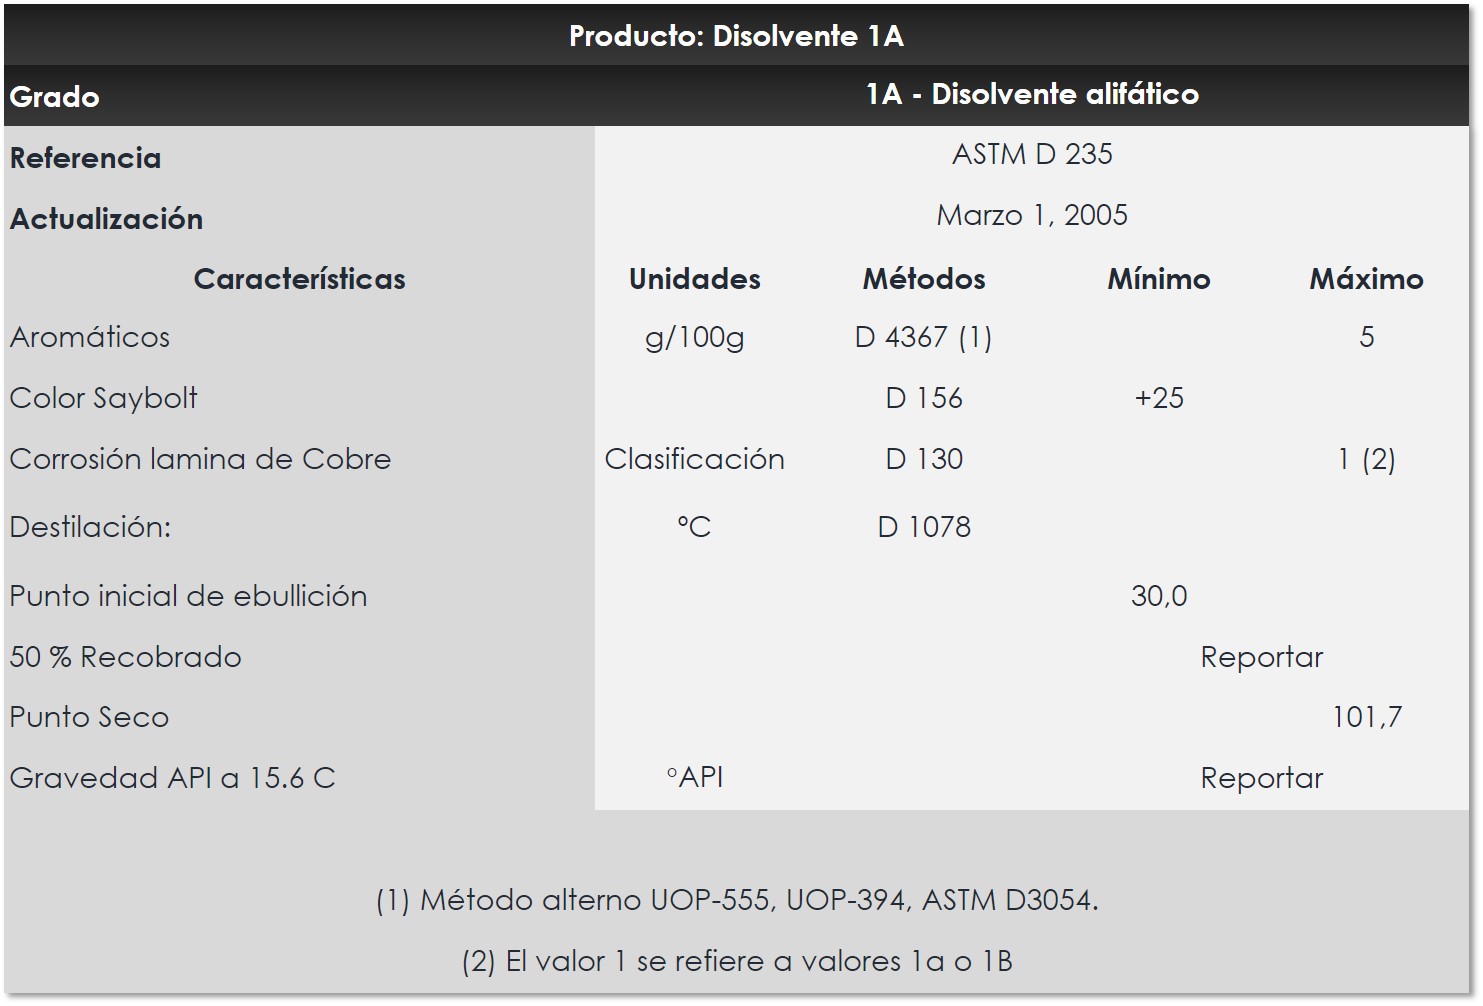 Producto: Disolvente 1A
Grado 1A - Disolvente alifático
Referencia ASTM D 235
Actualización Marzo 1, 2005
Características Unidades Métodos Mínimo Máximo
Aromáticos g/100g D 4367 (1) 5
Color Saybolt D 156 +25
Corrosión lamina de Cobre Clasificación D 130 1 (2)
Destilación: ºC D 1078
Punto inicial de ebullición 30,0
50 % Recobrado Reportar
Punto Seco 101,7
Gravedad API a 15.6 C °API Reportar
(1) Método alterno UOP-555, UOP-394, ASTM D3054.
(2) El valor 1 se refiere a valores 1a o 1B